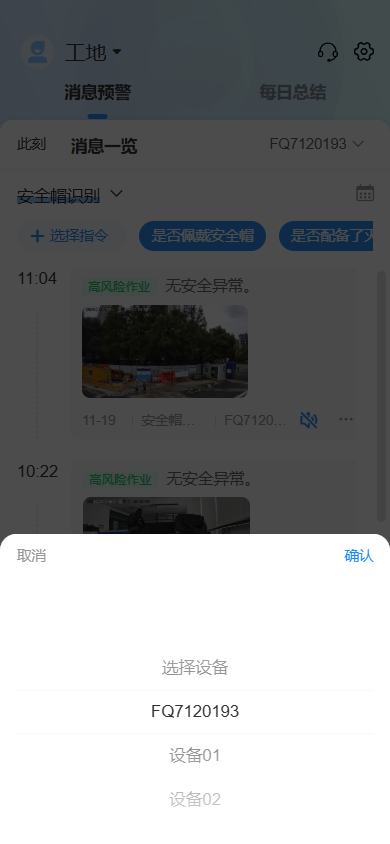 工地
消息预警 每日总结
此刻 消息一览 FQ7120193
安全帽识别
+ 选择指令 是否佩戴安全帽 是否配备了灭
11:04 高风险作业 无安全异常。
11-19 安全帽... FQ7120...
10:22 高风险作业 无安全异常。
取消 确认
选择设备
FQ7120193
设备01
设备02